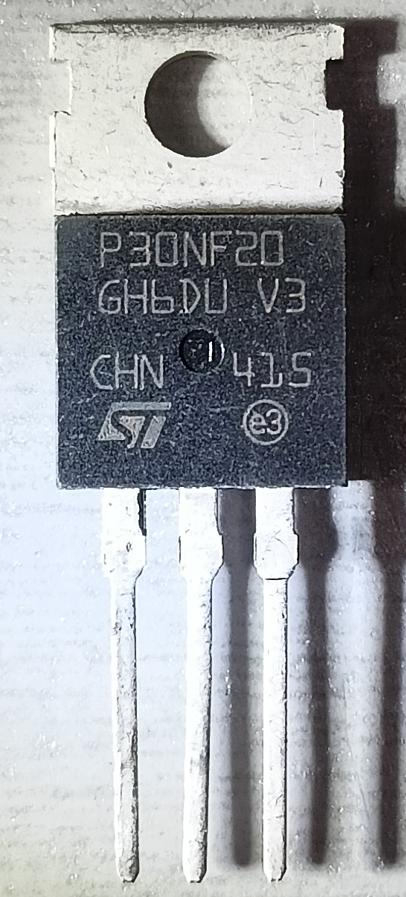 P30NF20
GH6DU V3
CHN 415
ST e3